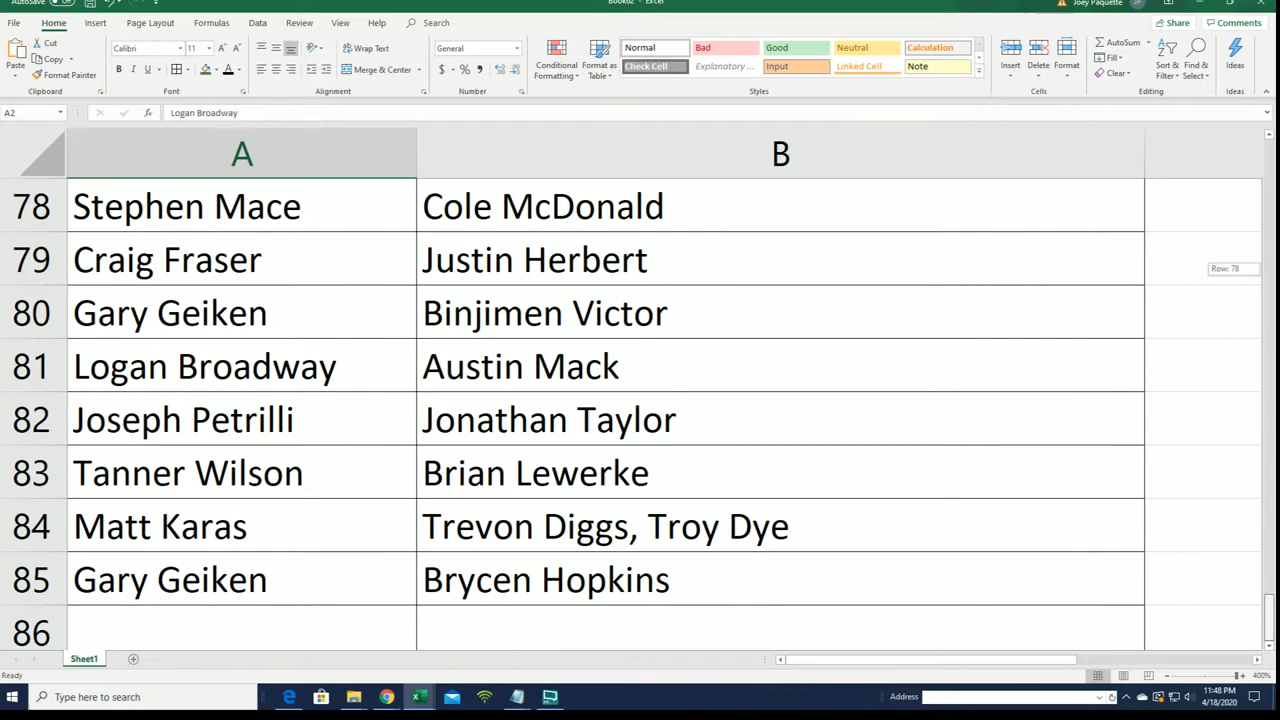 AutoSave
Book62 - Excel
Joey Paquette
JP
File Home Insert Page Layout Formulas Data Review View Help Search
Share Comments
Paste
Cut
Copy
Format Painter
Clipboard
Calibri 11
B I U
Font
Wrap Text
Merge & Center
Alignment
General
$ % ,
Number
Conditional Formatting
Format as Table
Normal Bad Good Neutral Calculation
Check Cell Explanatory ... Input Linked Cell Note
Styles
Insert Delete Format
Cells
AutoSum
Fill
Clear
Sort & Filter
Find & Select
Editing
Ideas
Ideas
A2 fx Logan Broadway
A B
78 Stephen Mace Cole McDonald
79 Craig Fraser Justin Herbert
Row: 78
80 Gary Geiken Binjimen Victor
81 Logan Broadway Austin Mack
82 Joseph Petrilli Jonathan Taylor
83 Tanner Wilson Brian Lewerke
84 Matt Karas Trevon Diggs, Troy Dye
85 Gary Geiken Brycen Hopkins
86
Sheet1
Ready
400%
Type here to search
Address
11:48 PM
4/18/2020